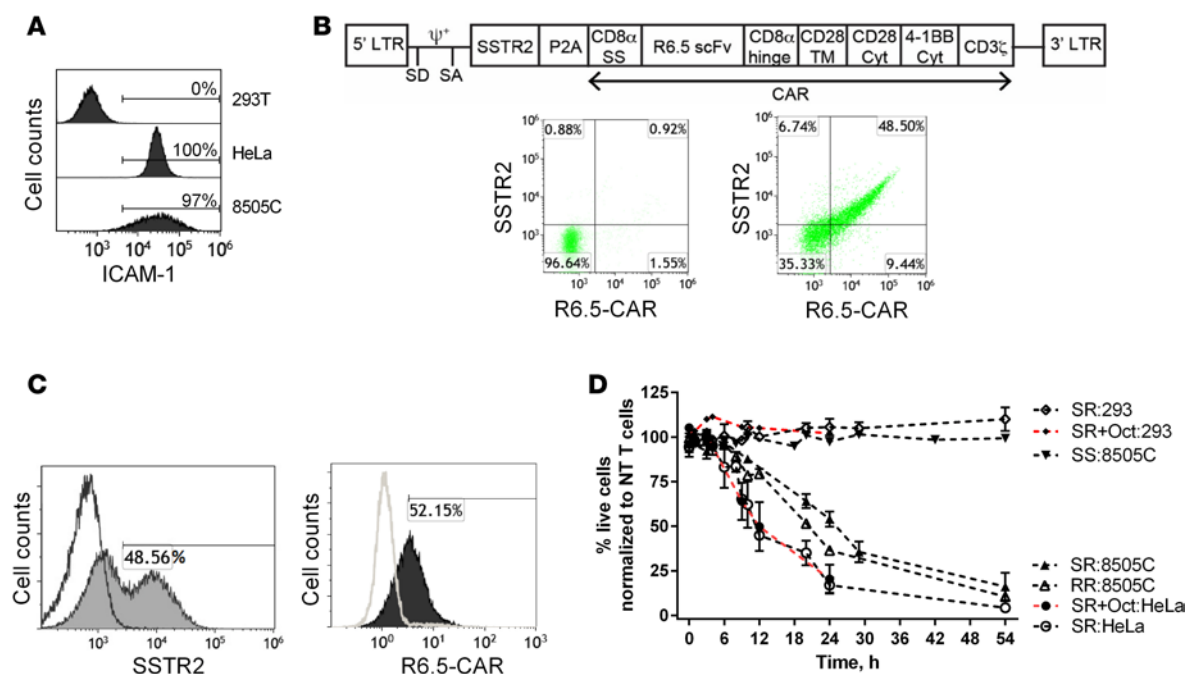 A
Cell counts
0%
293T
100%
HeLa
97%
8505C
10³ 10⁴ 10⁵ 10⁶
ICAM-1
B
5' LTR
ψ⁺
SD SA
SSTR2
P2A
CD8α
SS
R6.5 scFv
CD8α
hinge
CD28
TM
CD28
Cyt
4-1BB
Cyt
CD3ζ
3' LTR
CAR
SSTR2
10⁶
10⁵
10⁴
10³
0.88% 0.92%
96.64% 1.55%
10³ 10⁴ 10⁵ 10⁶
R6.5-CAR
SSTR2
10⁶
10⁵
10⁴
10³
6.74% 48.50%
35.33% 9.44%
10³ 10⁴ 10⁵ 10⁶
R6.5-CAR
C
Cell counts
48.56%
10³ 10⁴ 10⁵
SSTR2
Cell counts
52.15%
10⁰ 10¹ 10² 10³
R6.5-CAR
D
% live cells
normalized to NT T cells
125
100
75
50
25
0
0 6 12 18 24 30 36 42 48 54
Time, h
SR:293
SR+Oct:293
SS:8505C
SR:8505C
RR:8505C
SR+Oct:HeLa
SR:HeLa